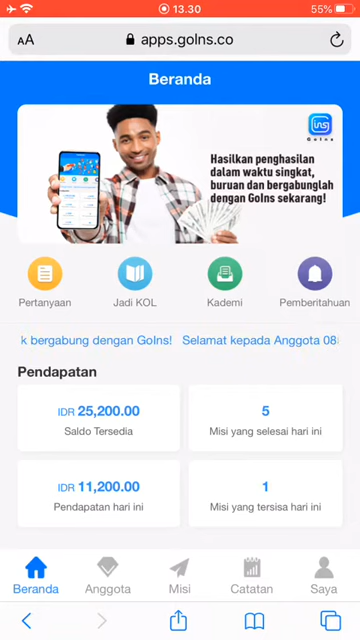 13.30
55%
AA
apps.goIns.co
Beranda
GoIns
Hasilkan penghasilan
dalam waktu singkat,
buruan dan bergabunglah
dengan GoIns sekarang!
Pertanyaan
Jadi KOL
Kademi
Pemberitahuan
k bergabung dengan GoIns!
Selamat kepada Anggota 08
Pendapatan
IDR 25,200.00
Saldo Tersedia
5
Misi yang selesai hari ini
IDR 11,200.00
Pendapatan hari ini
1
Misi yang tersisa hari ini
Beranda
Anggota
Misi
Catatan
Saya